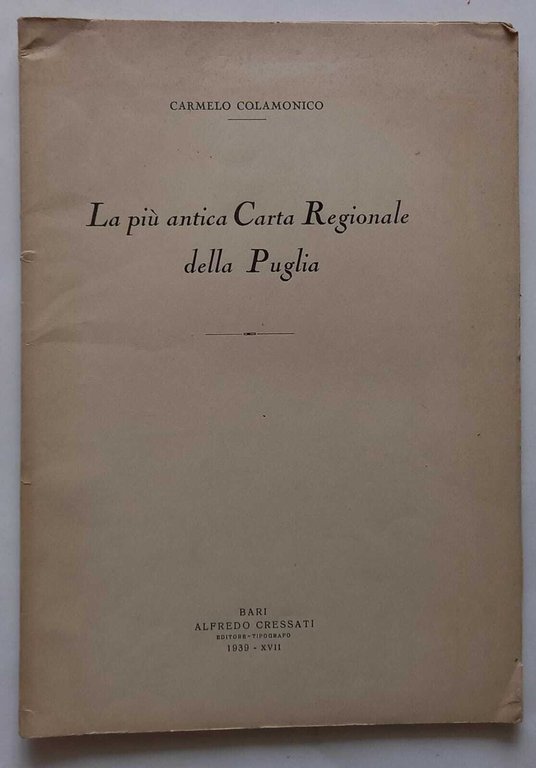 CARMELO COLAMONICO
La più antica Carta Regionale
della Puglia
BARI
ALFREDO CRESSATI
EDITORE-TIPOGRAFO
1939 - XVII